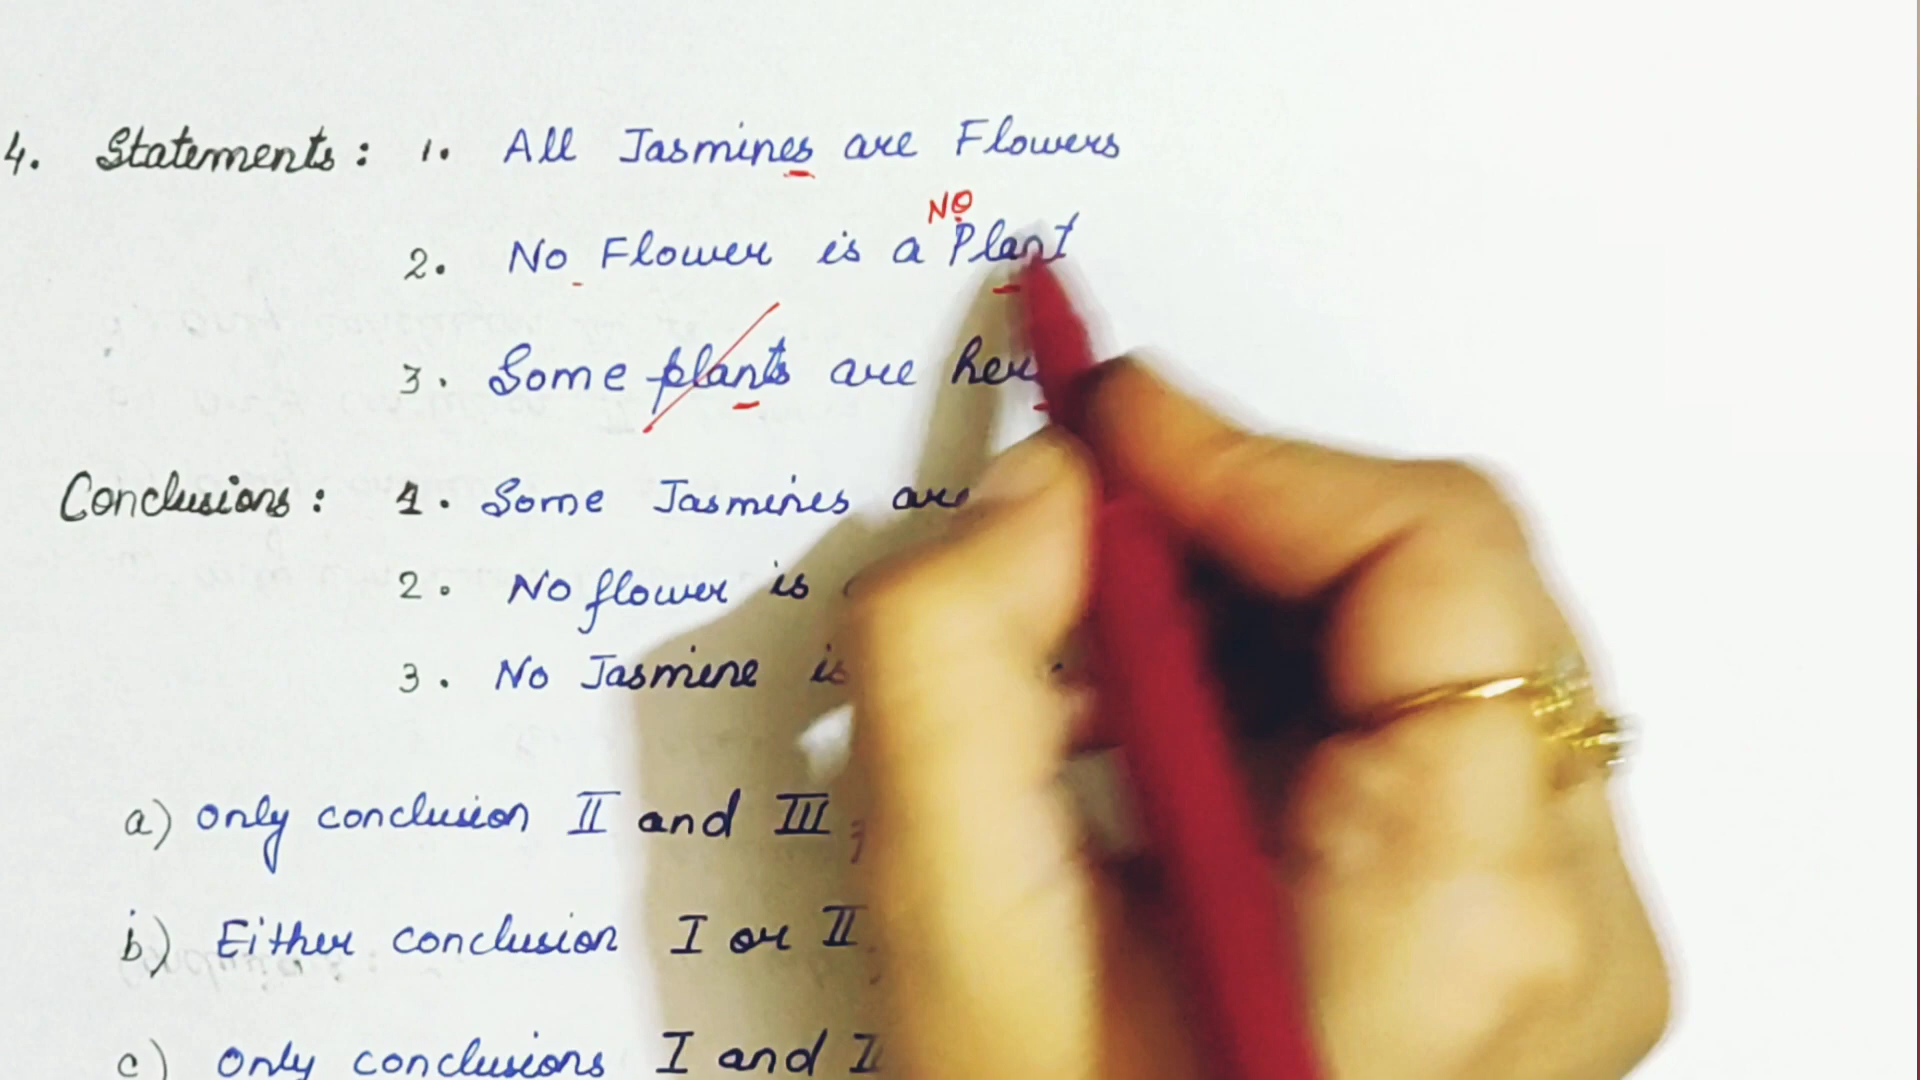 4. Statements : 1. All Jasmines are Flowers
NO
2. No Flower is a Plant
3. Some plants are
Conclusions : 1. Some Jasmines are
2. No flower is
3. No Jasmine is
a) only conclusion II and III
b) Either conclusion I or II
c) only conclusions I and